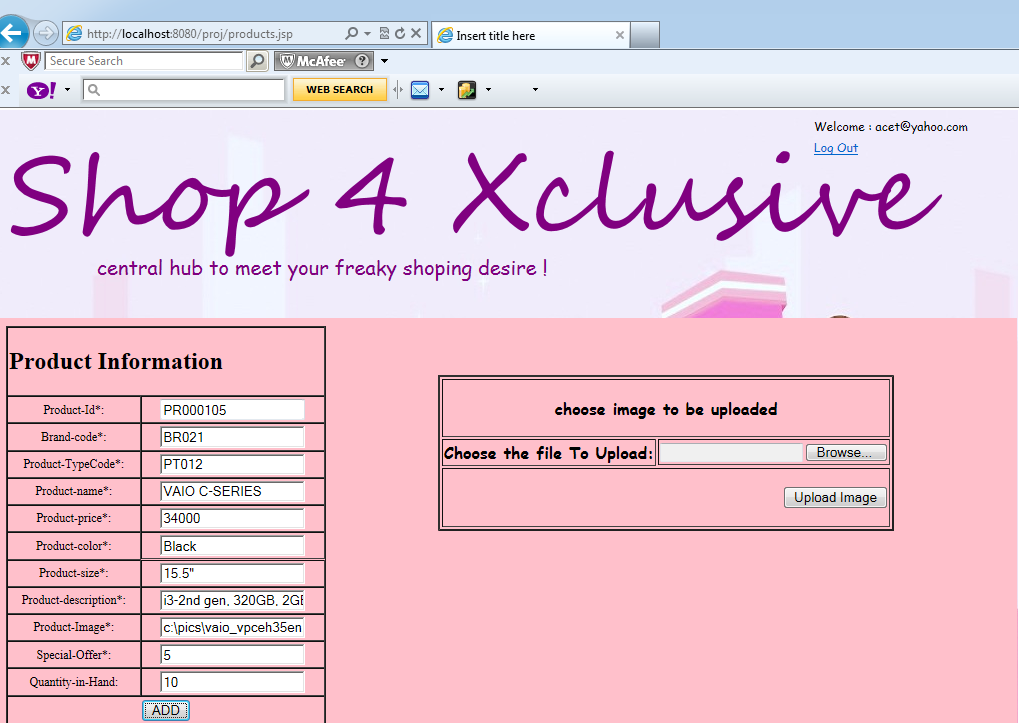 http://localhost:8080/proj/products.jsp
Insert title here
Secure Search
McAfee
Y!
WEB SEARCH
Welcome : acet@yahoo.com
Log Out
Shop 4 Xclusive
central hub to meet your freaky shoping desire !
Product Information
Product-Id*: PR000105
Brand-code*: BR021
Product-TypeCode*: PT012
Product-name*: VAIO C-SERIES
Product-price*: 34000
Product-color*: Black
Product-size*: 15.5"
Product-description*: i3-2nd gen, 320GB, 2GB
Product-Image*: c:\pics\vaio_vpceh35en
Special-Offer*: 5
Quantity-in-Hand: 10
ADD
choose image to be uploaded
Choose the file To Upload: Browse...
Upload Image